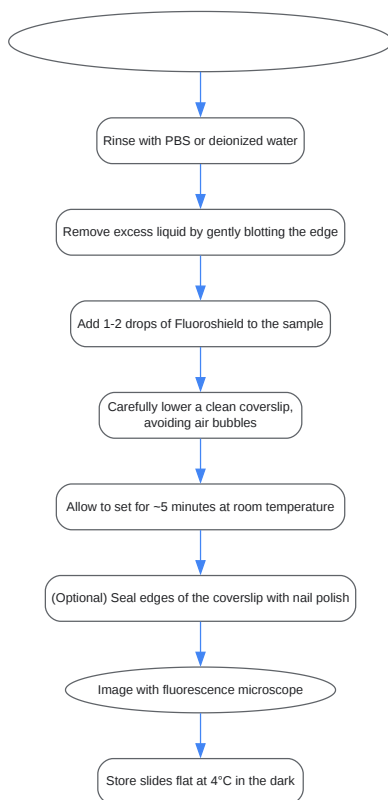 Rinse with PBS or deionized water
Remove excess liquid by gently blotting the edge
Add 1-2 drops of Fluoroshield to the sample
Carefully lower a clean coverslip,
avoiding air bubbles
Allow to set for ~5 minutes at room temperature
(Optional) Seal edges of the coverslip with nail polish
Image with fluorescence microscope
Store slides flat at 4°C in the dark